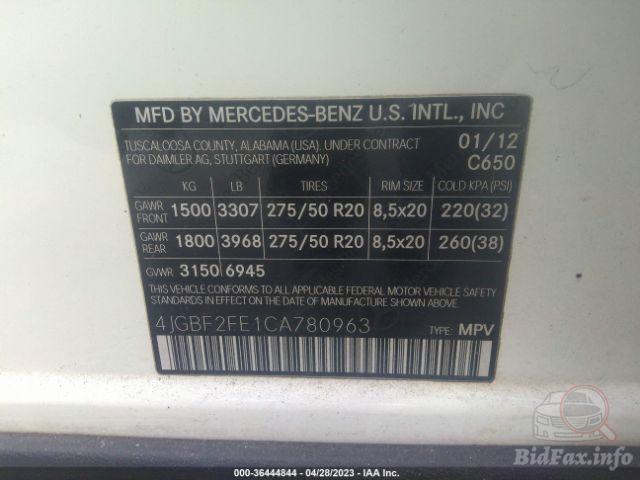 MFD BY MERCEDES-BENZ U.S. INTL., INC
TUSCALOOSA COUNTY, ALABAMA (USA). UNDER CONTRACT 01/12
FOR DAIMLER AG, STUTTGART (GERMANY) C650
KG LB TIRES RIM SIZE COLD KPA (PSI)
GAWR FRONT 1500 3307 275/50 R20 8,5x20 220(32)
GAWR REAR 1800 3968 275/50 R20 8,5x20 260(38)
GVWR 3150 6945
THIS VEHICLE CONFORMS TO ALL APPLICABLE FEDERAL MOTOR VEHICLE
SAFETY STANDARDS IN EFFECT ON THE DATE OF MANUFACTURE SHOWN ABOVE.
4JGBF2FE1CA780963 TYPE: MPV
BidFax.info
000-36444844 - 04/28/2023 - IAA Inc.